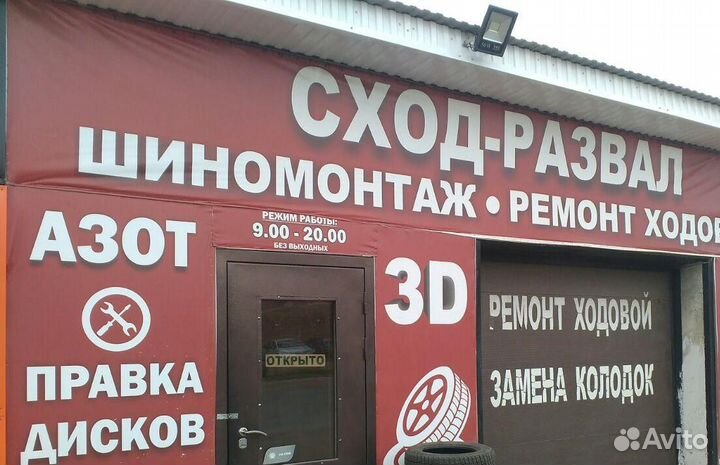 СХОД-РАЗВАЛ
ШИНОМОНТАЖ • РЕМОНТ ХОДОВ
АЗОТ
РЕЖИМ РАБОТЫ:
9.00 - 20.00
БЕЗ ВЫХОДНЫХ
3D
ОТКРЫТО
ПРАВКА
ДИСКОВ
РЕМОНТ ХОДОВОЙ
ЗАМЕНА КОЛОДОК
Avito